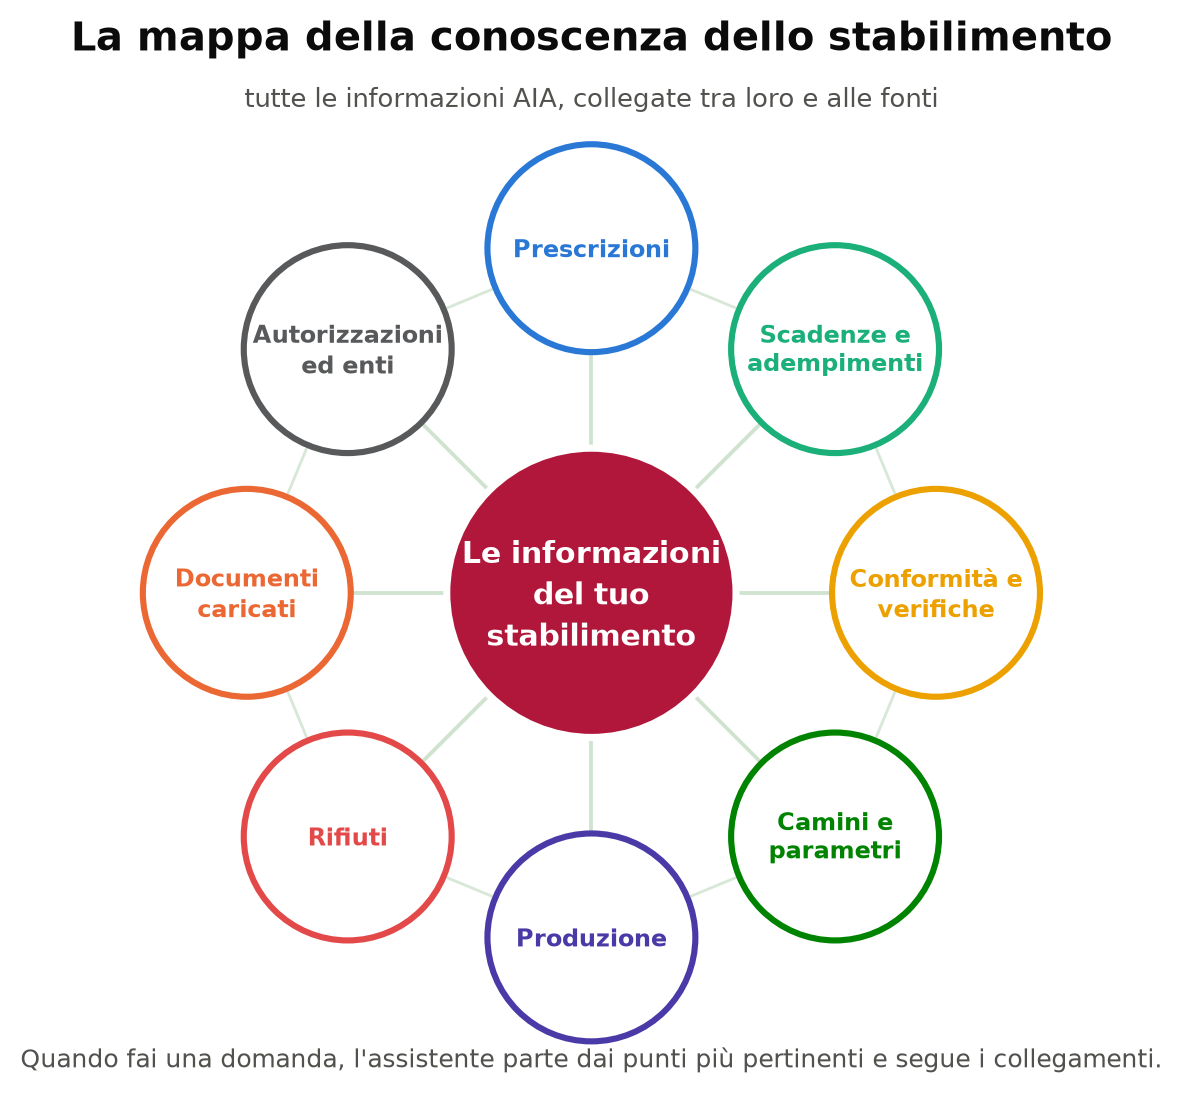 La mappa della conoscenza dello stabilimento
tutte le informazioni AIA, collegate tra loro e alle fonti
Prescrizioni
Autorizzazioni
ed enti
Scadenze e
adempimenti
Le informazioni
del tuo
stabilimento
Documenti
caricati
Conformità e
verifiche
Rifiuti
Camini e
parametri
Produzione
Quando fai una domanda, l'assistente parte dai punti più pertinenti e segue i collegamenti.